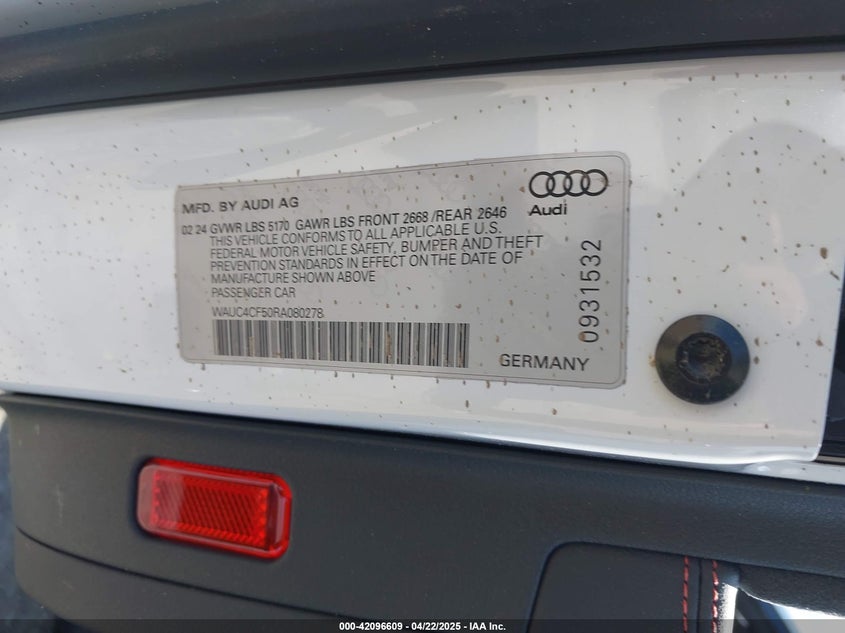 MFD. BY AUDI AG
Audi
02 24 GVWR LBS 5170 GAWR LBS FRONT 2668 /REAR 2646
THIS VEHICLE CONFORMS TO ALL APPLICABLE U.S.
FEDERAL MOTOR VEHICLE SAFETY, BUMPER AND THEFT
PREVENTION STANDARDS IN EFFECT ON THE DATE OF
MANUFACTURE SHOWN ABOVE
PASSENGER CAR
WAUC4CF50RA080278
0931532
GERMANY
000-42096609 - 04/22/2025 - IAA Inc.